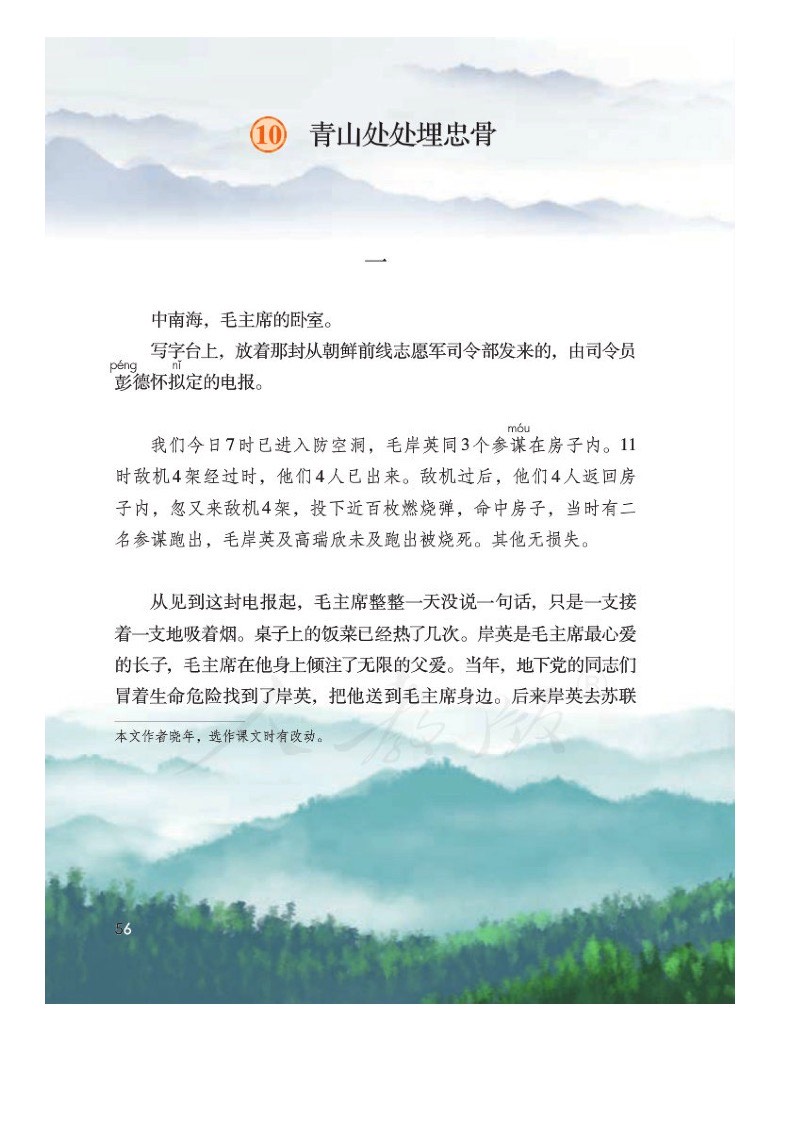 10 青山处处埋忠骨
一
中南海，毛主席的卧室。
写字台上，放着那封从朝鲜前线志愿军司令部发来的，由司令员
péng nǐ
彭德怀拟定的电报。
móu
我们今日7时已进入防空洞，毛岸英同3个参谋在房子内。11
时敌机4架经过时，他们4人已出来。敌机过后，他们4人返回房
子内，忽又来敌机4架，投下近百枚燃烧弹，命中房子，当时有二
名参谋跑出，毛岸英及高瑞欣未及跑出被烧死。其他无损失。
从见到这封电报起，毛主席整整一天没说一句话，只是一支接
着一支地吸着烟。桌子上的饭菜已经热了几次。岸英是毛主席最心爱
的长子，毛主席在他身上倾注了无限的父爱。当年，地下党的同志们
冒着生命危险找到了岸英，把他送到毛主席身边。后来岸英去苏联
人教版
本文作者晓年，选作课文时有改动。
56